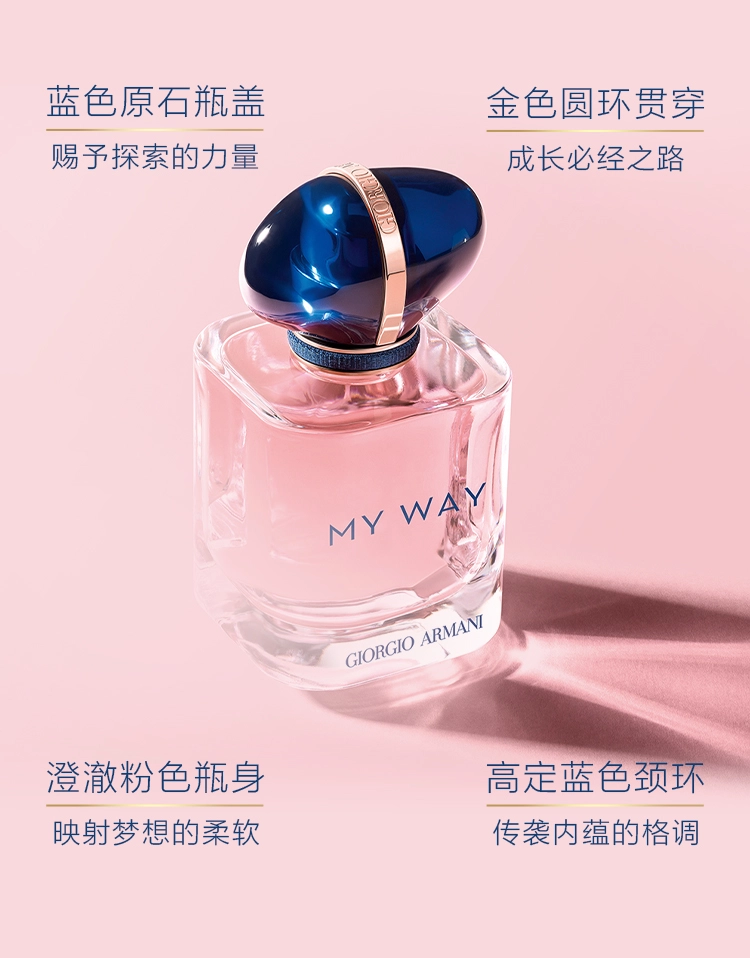 蓝色原石瓶盖
赐予探索的力量
金色圆环贯穿
成长必经之路
GIORGIO
MY WAY
GIORGIO ARMANI
澄澈粉色瓶身
映射梦想的柔软
高定蓝色颈环
传袭内蕴的格调